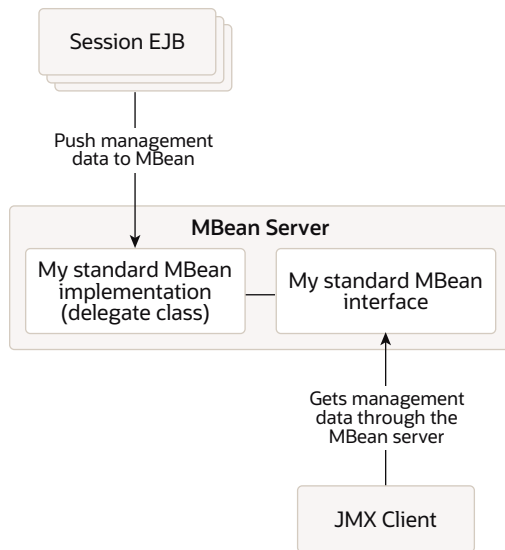 Session EJB
Push management
data to MBean
MBean Server
My standard MBean
implementation
(delegate class)
My standard MBean
interface
Gets management
data through the
MBean server
JMX Client